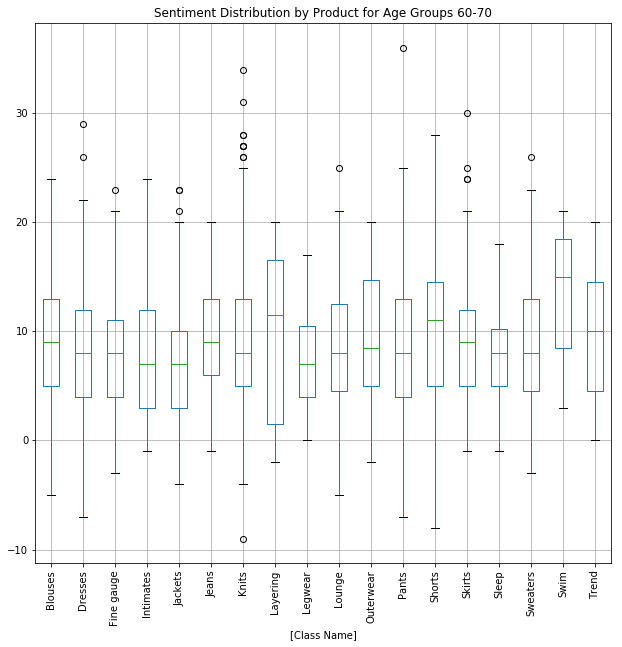 Sentiment Distribution by Product for Age Groups 60-70
30
20
10
0
−10
Blouses
Dresses
Fine gauge
Intimates
Jackets
Jeans
Knits
Layering
Legwear
Lounge
Outerwear
Pants
Shorts
Skirts
Sleep
Sweaters
Swim
Trend
[Class Name]